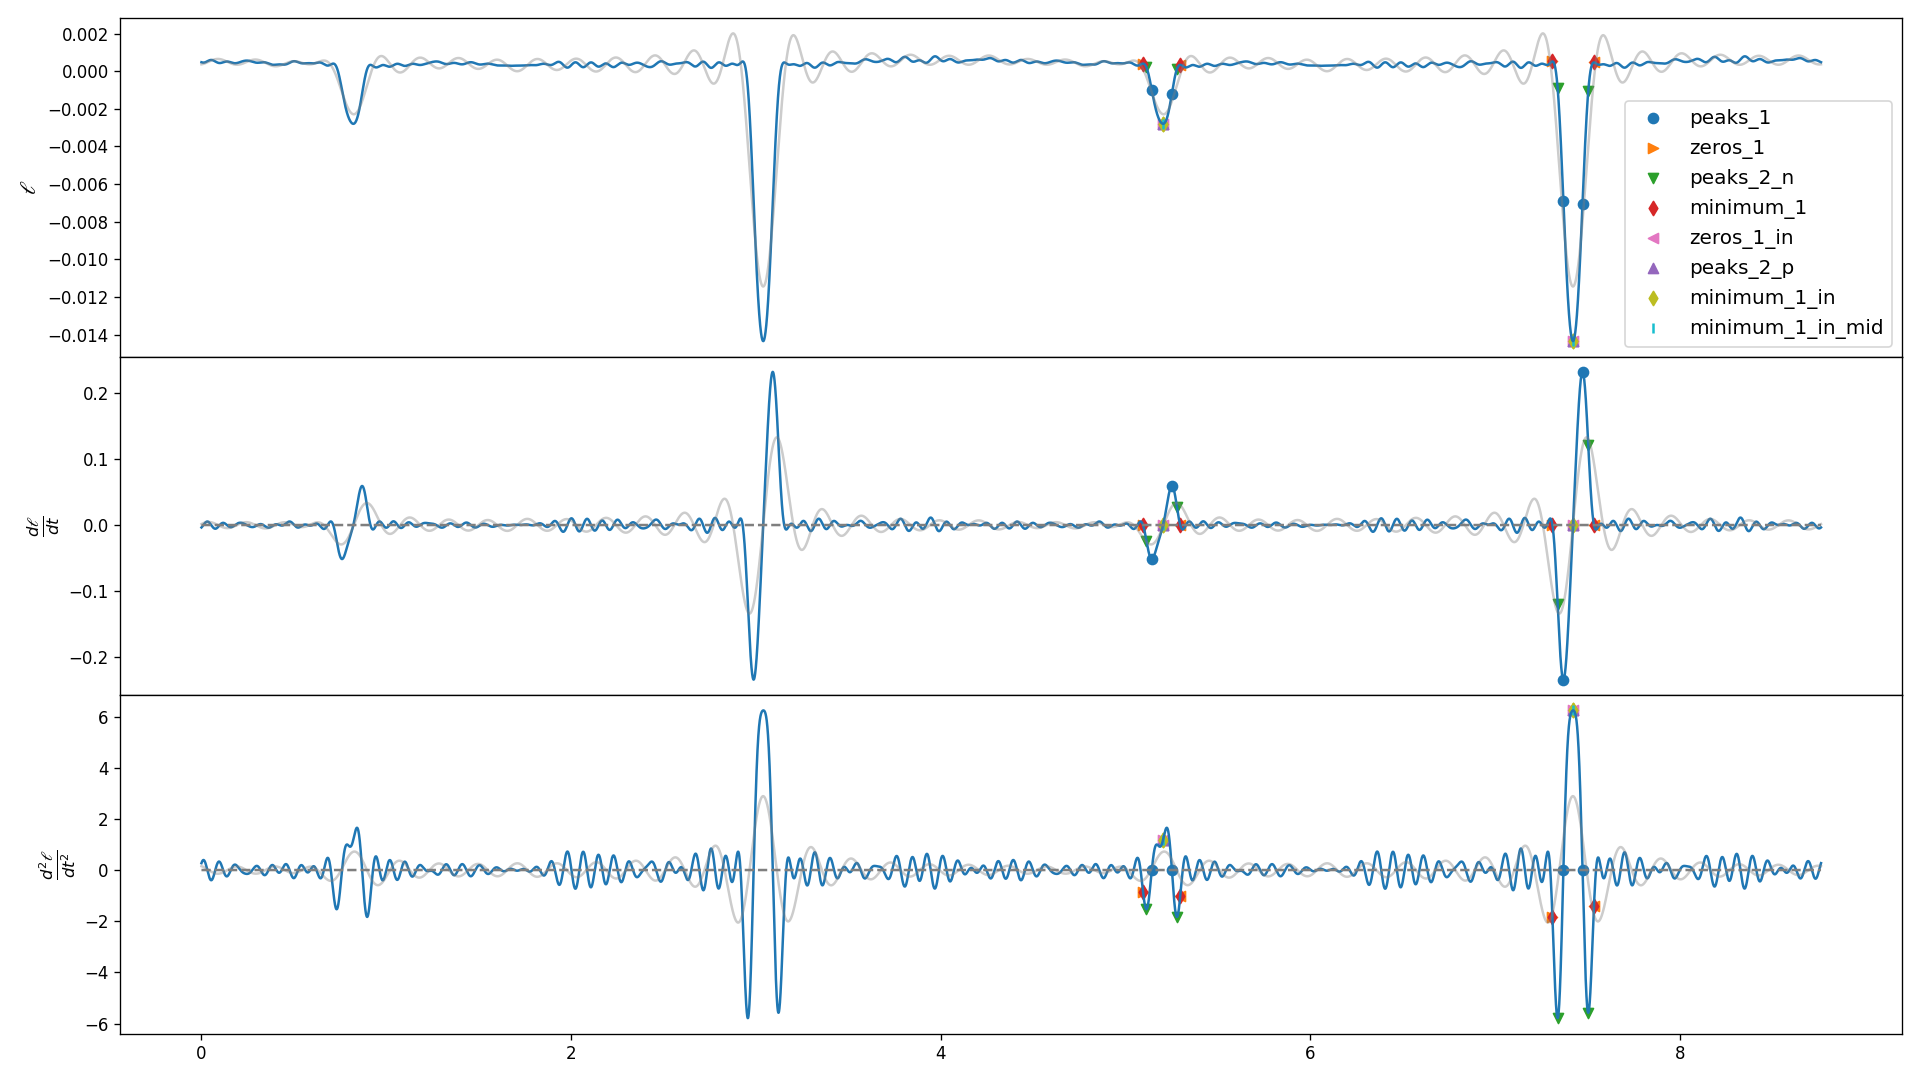 0.002
0.000
−0.002
−0.004
−0.006
−0.008
−0.010
−0.012
−0.014
ℓ
peaks_1
zeros_1
peaks_2_n
minimum_1
zeros_1_in
peaks_2_p
minimum_1_in
minimum_1_in_mid
0.2
0.1
0.0
−0.1
−0.2
dℓ
dt
6
4
2
0
−2
−4
−6
d²ℓ
dt²
0 2 4 6 8